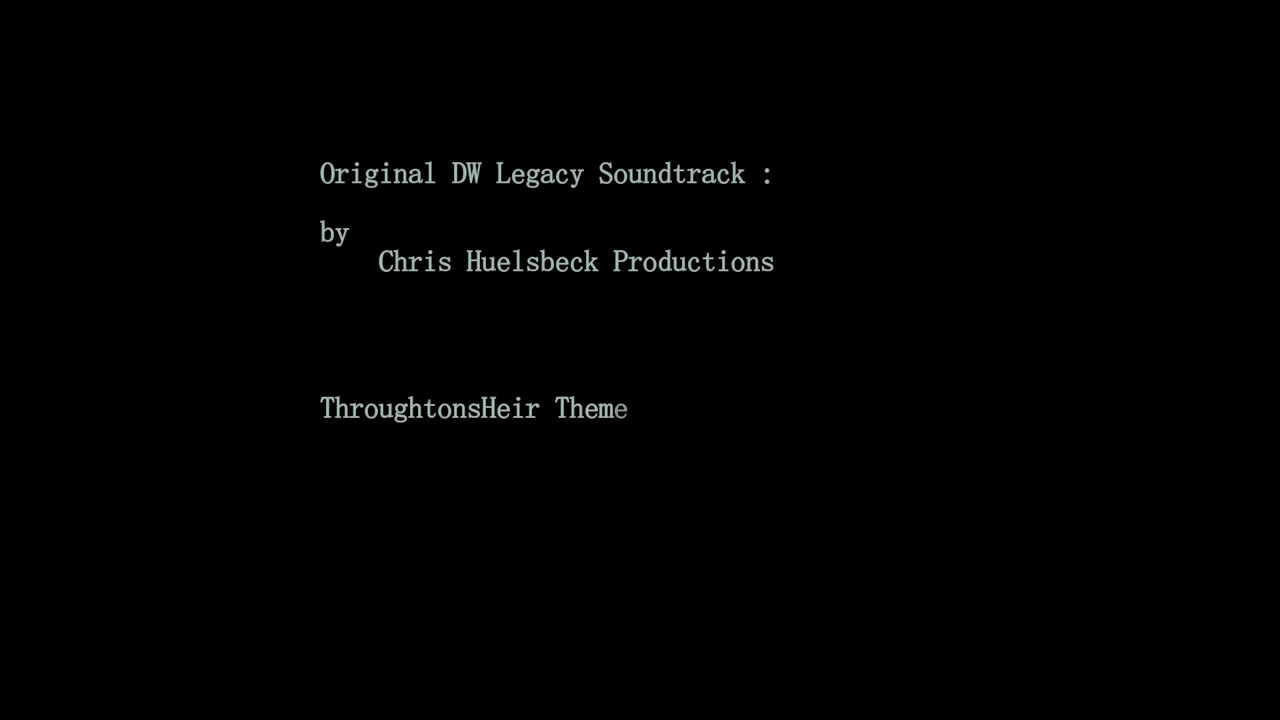 Original DW Legacy Soundtrack :
by
Chris Huelsbeck Productions
ThroughtonsHeir Theme